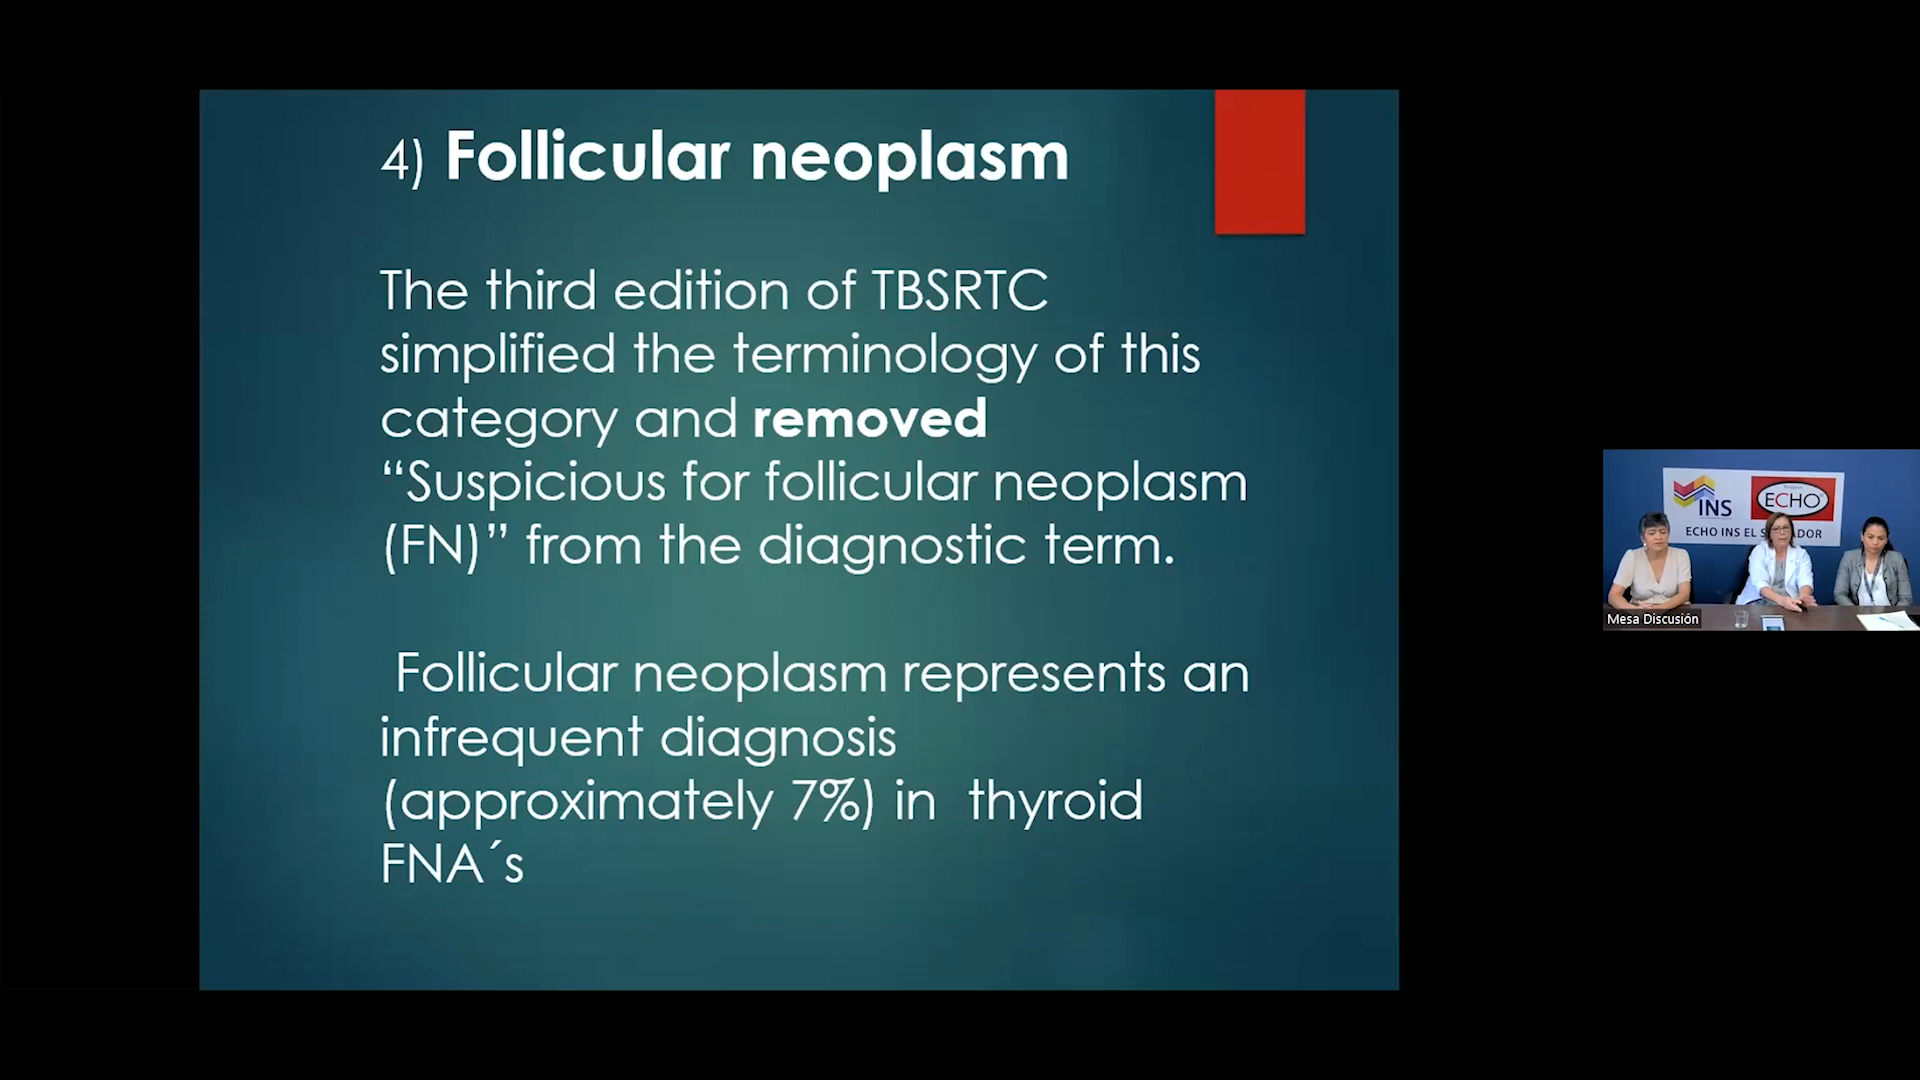 4) Follicular neoplasm
The third edition of TBSRTC
simplified the terminology of this
category and removed
“Suspicious for follicular neoplasm
(FN)” from the diagnostic term.
Follicular neoplasm represents an
infrequent diagnosis
(approximately 7%) in thyroid
FNA´s
INS
Project
ECHO
ECHO INS EL S ADOR
Mesa Discusión